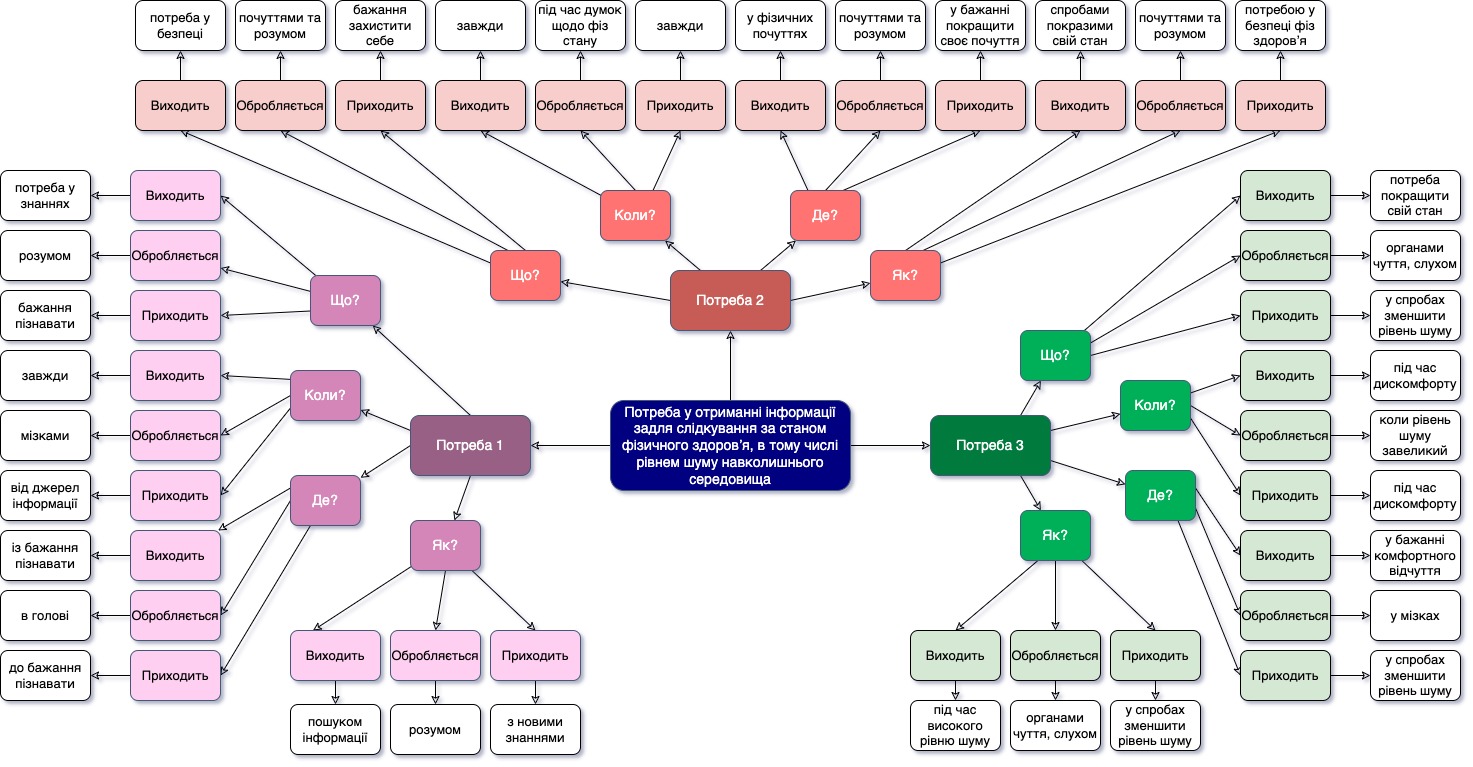 потреба у
безпеці
почуттями та
розумом
бажання
захистити
себе
завжди
під час думок
щодо фіз
стану
завжди
у фізичних
почуттях
почуттями та
розумом
у бажанні
покращити
своє почуття
спробами
покразими
свій стан
почуттями та
розумом
потребою у
безпеці фіз
здоров'я
Виходить
Обробляється
Приходить
Виходить
Обробляється
Приходить
Виходить
Обробляється
Приходить
Виходить
Обробляється
Приходить
Що?
Коли?
Де?
Як?
Потреба 2
потреба у
знаннях
Виходить
розумом
Обробляється
бажання
пізнавати
Приходить
Що?
завжди
Виходить
мізками
Обробляється
від джерел
інформації
Приходить
Коли?
із бажання
пізнавати
Виходить
в голові
Обробляється
до бажання
пізнавати
Приходить
Де?
Потреба 1
Як?
Виходить
Обробляється
Приходить
пошуком
інформації
розумом
з новими
знаннями
Потреба у отриманні інформації
задля слідкування за станом
фізичного здоров'я, в тому числі
рівнем шуму навколишнього
середовища
Потреба 3
Що?
Виходить
потреба
покращити
свій стан
Обробляється
органами
чуття, слухом
Приходить
у спробах
зменшити
рівень шуму
Коли?
Виходить
під час
дискомфорту
Обробляється
коли рівень
шуму
завеликий
Приходить
під час
дискомфорту
Де?
Виходить
у бажанні
комфортного
відчуття
Обробляється
у мізках
Приходить
у спробах
зменшити
рівень шуму
Як?
Виходить
Обробляється
Приходить
під час
високого
рівню шуму
органами
чуття, слухом
у спробах
зменшити
рівень шуму